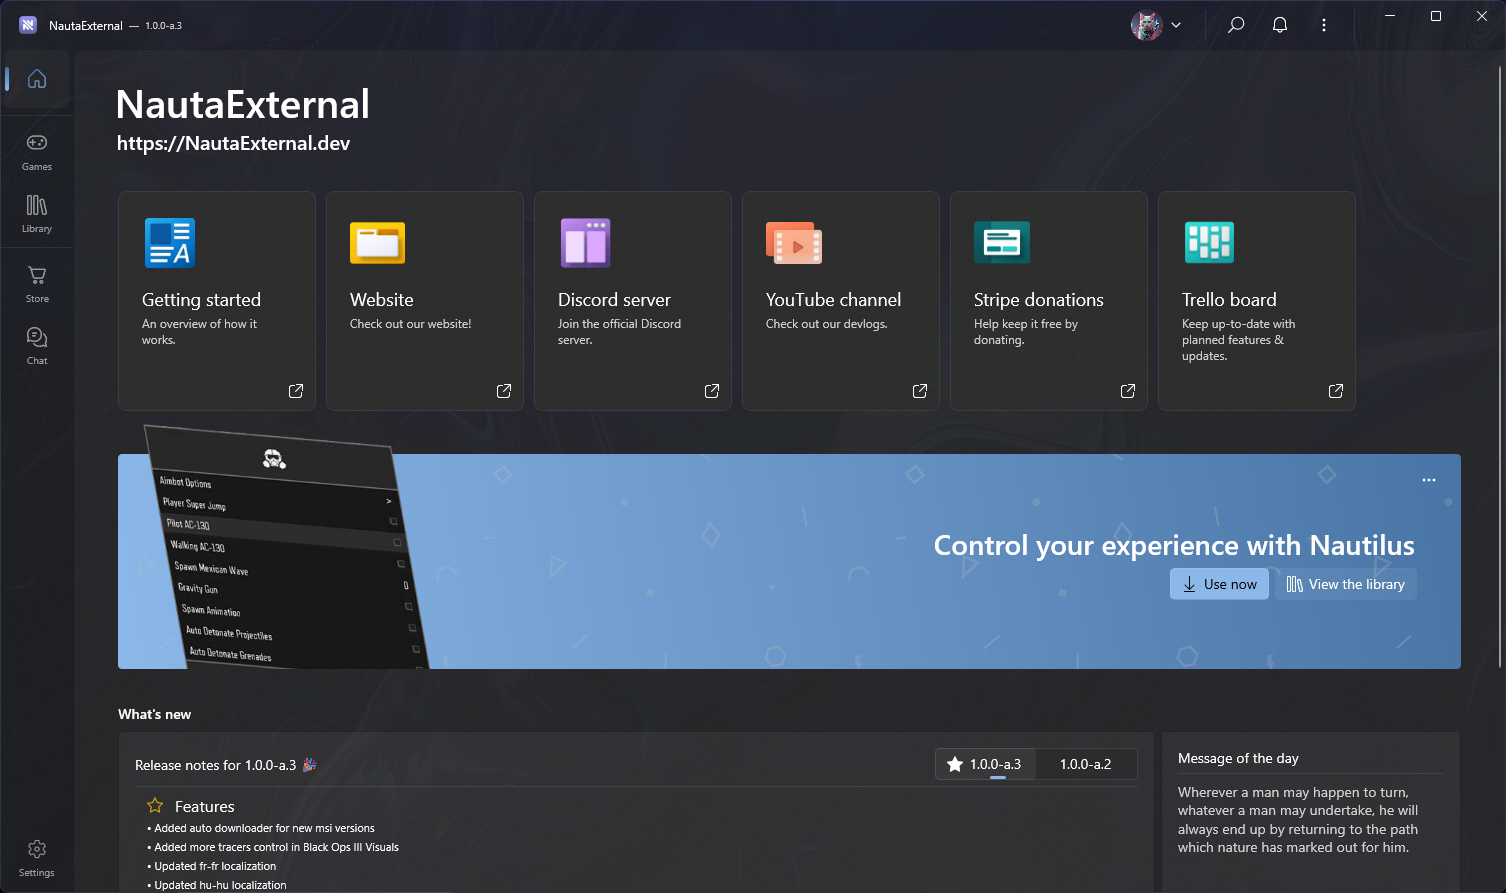 NautaExternal — 1.0.0-a.3
NautaExternal
https://NautaExternal.dev
Games
Library
Store
Chat
Settings
Getting started
An overview of how it
works.
Website
Check out our website!
Discord server
Join the official Discord
server.
YouTube channel
Check out our devlogs.
Stripe donations
Help keep it free by
donating.
Trello board
Keep up-to-date with
planned features &
updates.
Aimbot Options
Player Super Jump >
Pilot AC-130
Walking AC-130
Spawn Mexican Wave
Gravity Gun 0
Spawn Animation
Auto Detonate Projectiles
Auto Detonate Grenades
Control your experience with Nautilus
Use now
View the library
What's new
Release notes for 1.0.0-a.3
1.0.0-a.3
1.0.0-a.2
Features
• Added auto downloader for new msi versions
• Added more tracers control in Black Ops III Visuals
• Updated fr-fr localization
• Updated hu-hu localization
Message of the day
Wherever a man may happen to turn,
whatever a man may undertake, he will
always end up by returning to the path
which nature has marked out for him.